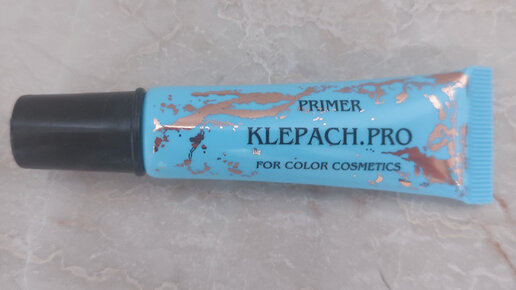 PRIMER
KLEPACH.PRO
FOR COLOR COSMETICS